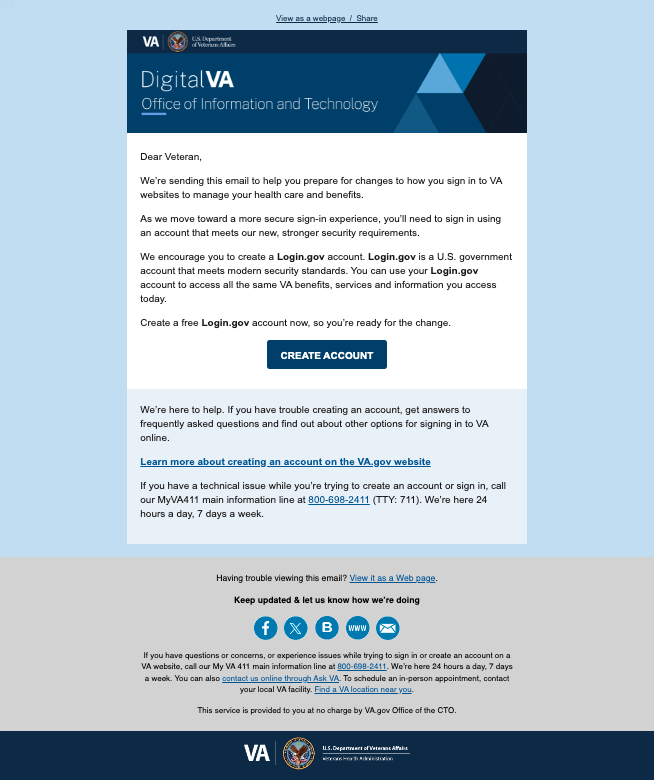 View as a webpage / Share
VA
U.S. Department
of Veterans Affairs
DigitalVA
Office of Information and Technology
Dear Veteran,
We're sending this email to help you prepare for changes to how you sign in to VA
websites to manage your health care and benefits.
As we move toward a more secure sign-in experience, you'll need to sign in using
an account that meets our new, stronger security requirements.
We encourage you to create a Login.gov account. Login.gov is a U.S. government
account that meets modern security standards. You can use your Login.gov
account to access all the same VA benefits, services and information you access
today.
Create a free Login.gov account now, so you're ready for the change.
CREATE ACCOUNT
We're here to help. If you have trouble creating an account, get answers to
frequently asked questions and find out about other options for signing in to VA
online.
Learn more about creating an account on the VA.gov website
If you have a technical issue while you're trying to create an account or sign in, call
our MyVA411 main information line at 800-698-2411 (TTY: 711). We're here 24
hours a day, 7 days a week.
Having trouble viewing this email? View it as a Web page.
Keep updated & let us know how we're doing
f X B WWW
If you have questions or concerns, or experience issues while trying to sign in or create an account on a
VA website, call our My VA 411 main information line at 800-698-2411. We're here 24 hours a day, 7 days
a week. You can also contact us online through Ask VA. To schedule an in-person appointment, contact
your local VA facility. Find a VA location near you.
This service is provided to you at no charge by VA.gov Office of the CTO.
VA
U.S. Department of Veterans Affairs
Veterans Health Administration